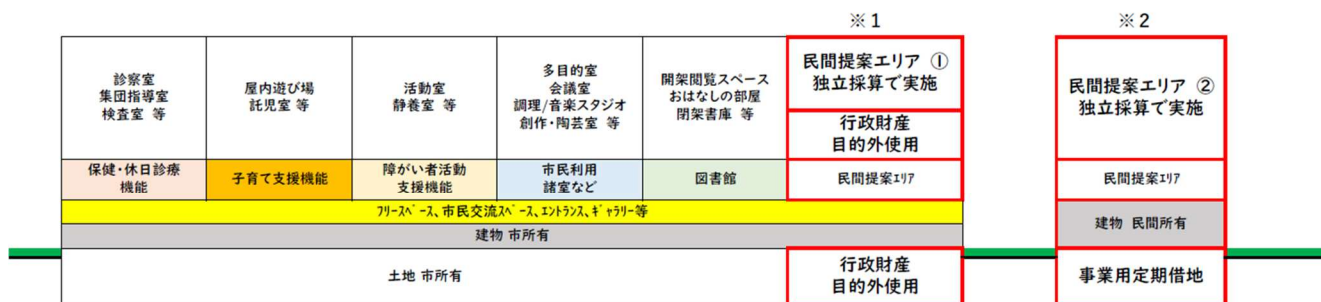 ※1
※2
診察室
集団指導室
検査室 等
屋内遊び場
託児室 等
活動室
静養室 等
多目的室
会議室
調理/音楽スタジオ
創作・陶芸室 等
開架閲覧スペース
おはなしの部屋
閉架書庫 等
民間提案エリア ①
独立採算で実施
行政財産
目的外使用
民間提案エリア ②
独立採算で実施
保健・休日診療
機能
子育て支援機能
障がい者活動
支援機能
市民利用
諸室など
図書館
民間提案ｴﾘｱ
民間提案ｴﾘｱ
ﾌﾘｰｽﾍﾟｰｽ、市民交流ｽﾍﾟｰｽ、ｴﾝﾄﾗﾝｽ、ｷﾞｬﾗﾘｰ等
建物 市所有
建物 民間所有
土地 市所有
行政財産
目的外使用
事業用定期借地